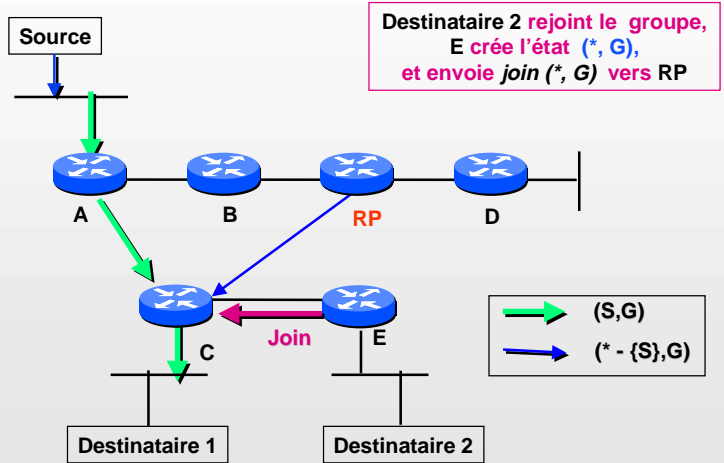 Destinataire 2 rejoint le groupe,
E crée l’état (*, G),
et envoie join (*, G) vers RP
Source
A
B
RP
D
C
Join
E
(S,G)
(* - {S},G)
Destinataire 1
Destinataire 2